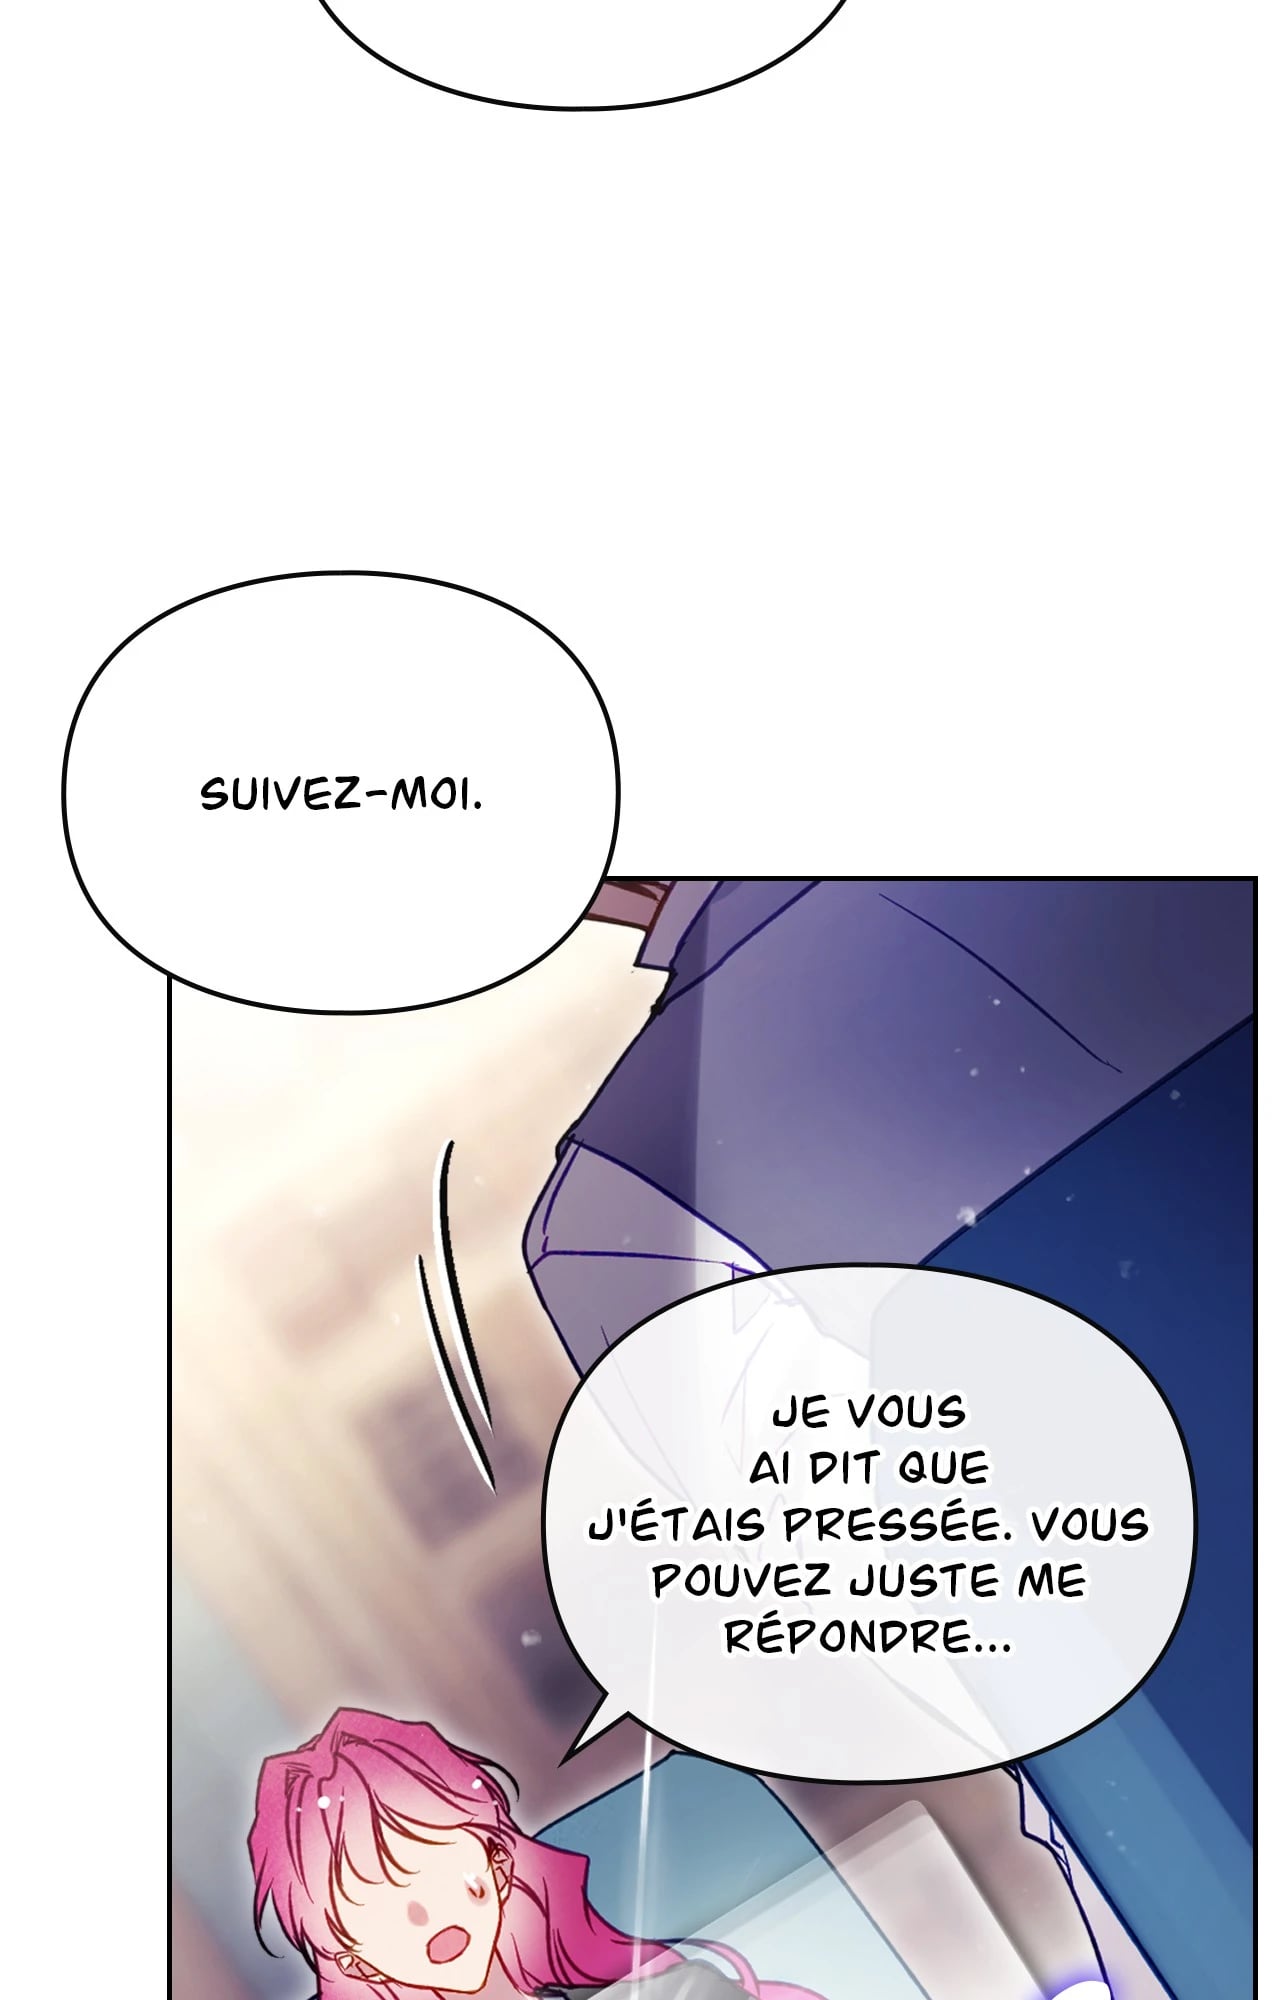 SUIVEZ-MOI.
JE VOUS
AI DIT QUE
J'ÉTAIS PRESSÉE. VOUS
POUVEZ JUSTE ME
RÉPONDRE...